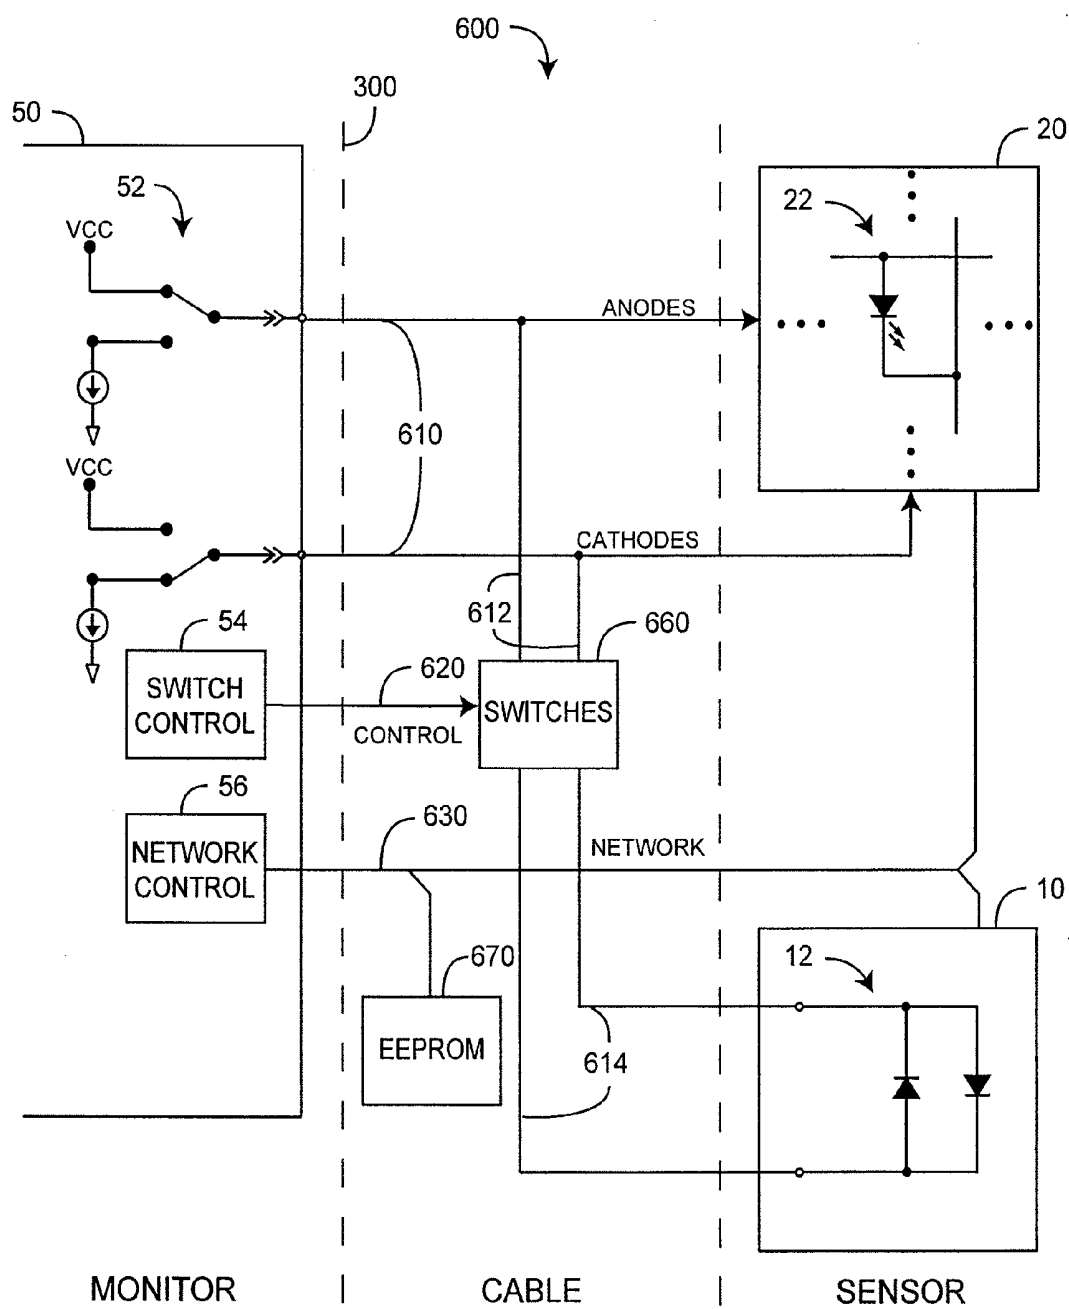 600
300
50
20
52
VCC
22
ANODES
610
VCC
CATHODES
612
54
660
620
SWITCH
CONTROL
SWITCHES
CONTROL
56
630
NETWORK
NETWORK
CONTROL
10
670
12
EEPROM
614
MONITOR
CABLE
SENSOR